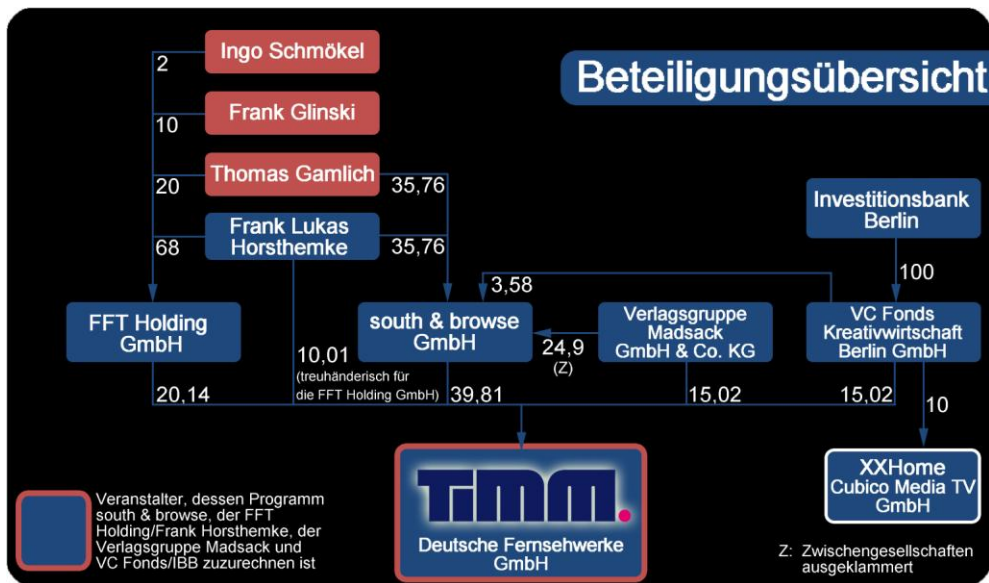 Beteiligungsübersicht
Ingo Schmökel
2
Frank Glinski
10
Thomas Gamlich
20
35,76
Frank Lukas
Horsthemke
68
35,76
Investitionsbank
Berlin
100
3,58
FFT Holding
GmbH
south & browse
GmbH
Verlagsgruppe
Madsack
GmbH & Co. KG
VC Fonds
Kreativwirtschaft
Berlin GmbH
24,9
(Z)
10,01
(treuhänderisch für
die FFT Holding GmbH)
20,14
39,81
15,02
15,02
10
TIMM.
Deutsche Fernsehwerke
GmbH
XXHome
Cubico Media TV
GmbH
Veranstalter, dessen Programm
south & browse, der FFT
Holding/Frank Horsthemke, der
Verlagsgruppe Madsack und
VC Fonds/IBB zuzurechnen ist
Z: Zwischengesellschaften
ausgeklammert